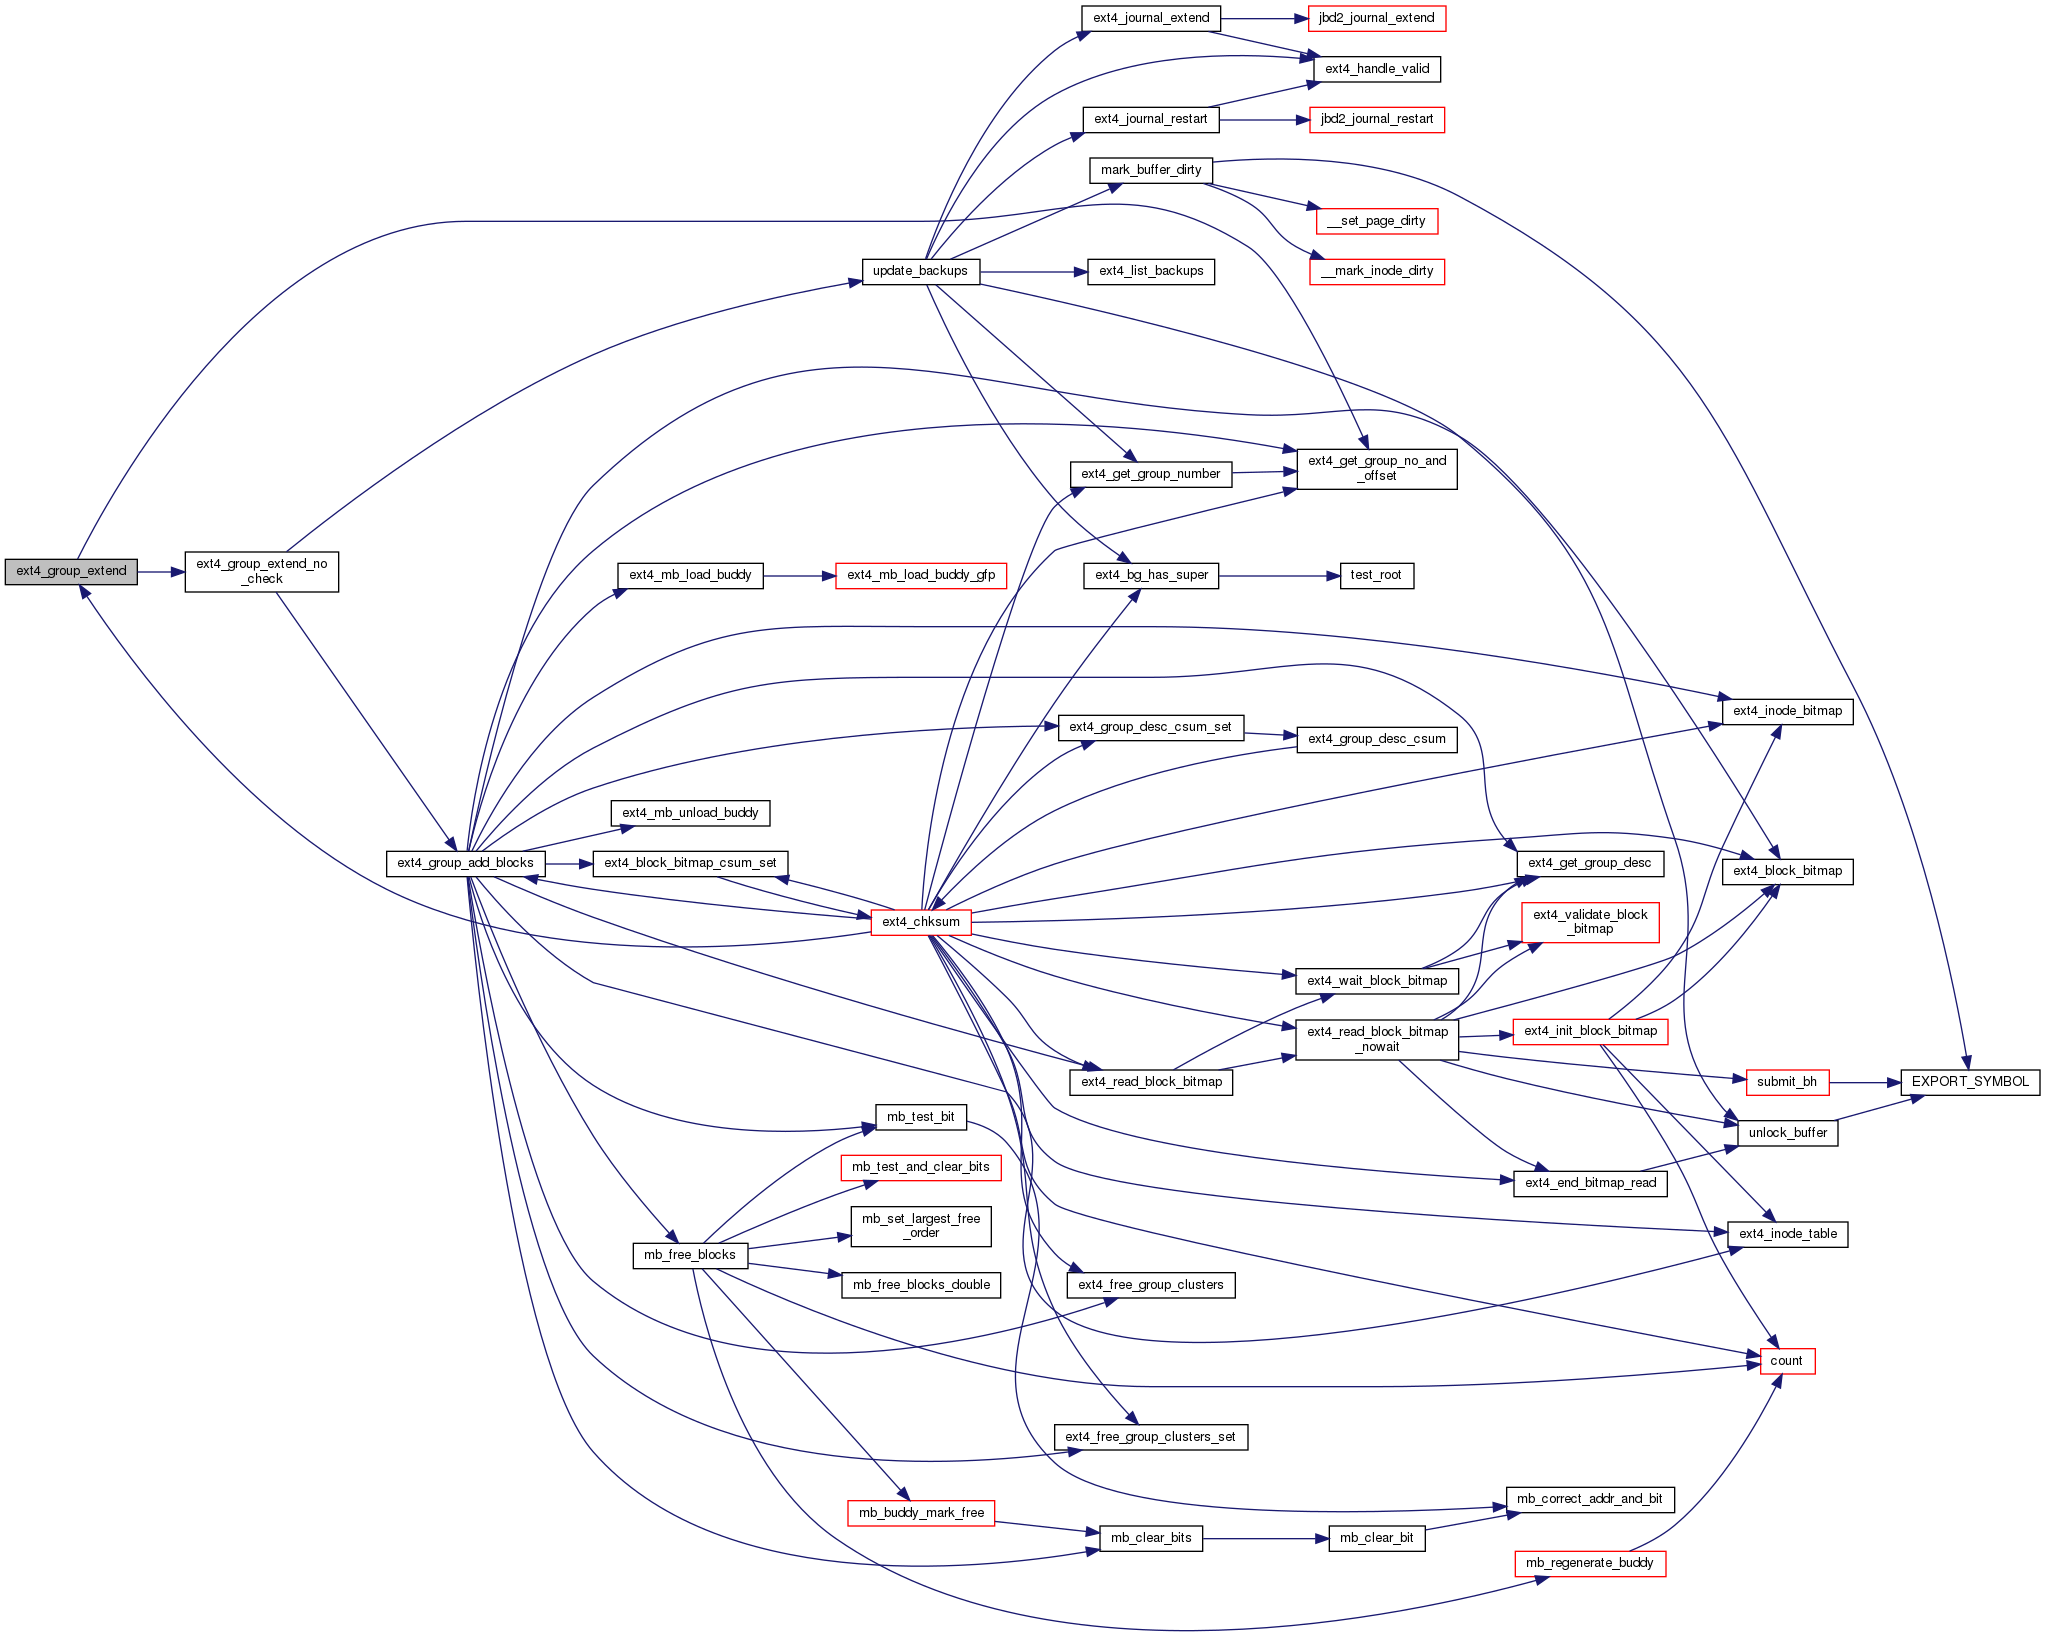 ext4_journal_extend
jbd2_journal_extend
ext4_handle_valid
ext4_journal_restart
jbd2_journal_restart
mark_buffer_dirty
__set_page_dirty
update_backups
ext4_list_backups
__mark_inode_dirty
ext4_get_group_number
ext4_get_group_no_and
_offset
ext4_group_extend
ext4_group_extend_no
_check
ext4_mb_load_buddy
ext4_mb_load_buddy_gfp
ext4_bg_has_super
test_root
ext4_inode_bitmap
ext4_group_desc_csum_set
ext4_group_desc_csum
ext4_mb_unload_buddy
ext4_group_add_blocks
ext4_block_bitmap_csum_set
ext4_get_group_desc
ext4_block_bitmap
ext4_chksum
ext4_validate_block
_bitmap
ext4_wait_block_bitmap
ext4_read_block_bitmap
_nowait
ext4_init_block_bitmap
ext4_read_block_bitmap
submit_bh
EXPORT_SYMBOL
mb_test_bit
unlock_buffer
mb_test_and_clear_bits
ext4_end_bitmap_read
mb_set_largest_free
_order
ext4_inode_table
mb_free_blocks
mb_free_blocks_double
ext4_free_group_clusters
count
ext4_free_group_clusters_set
mb_correct_addr_and_bit
mb_buddy_mark_free
mb_clear_bits
mb_clear_bit
mb_regenerate_buddy